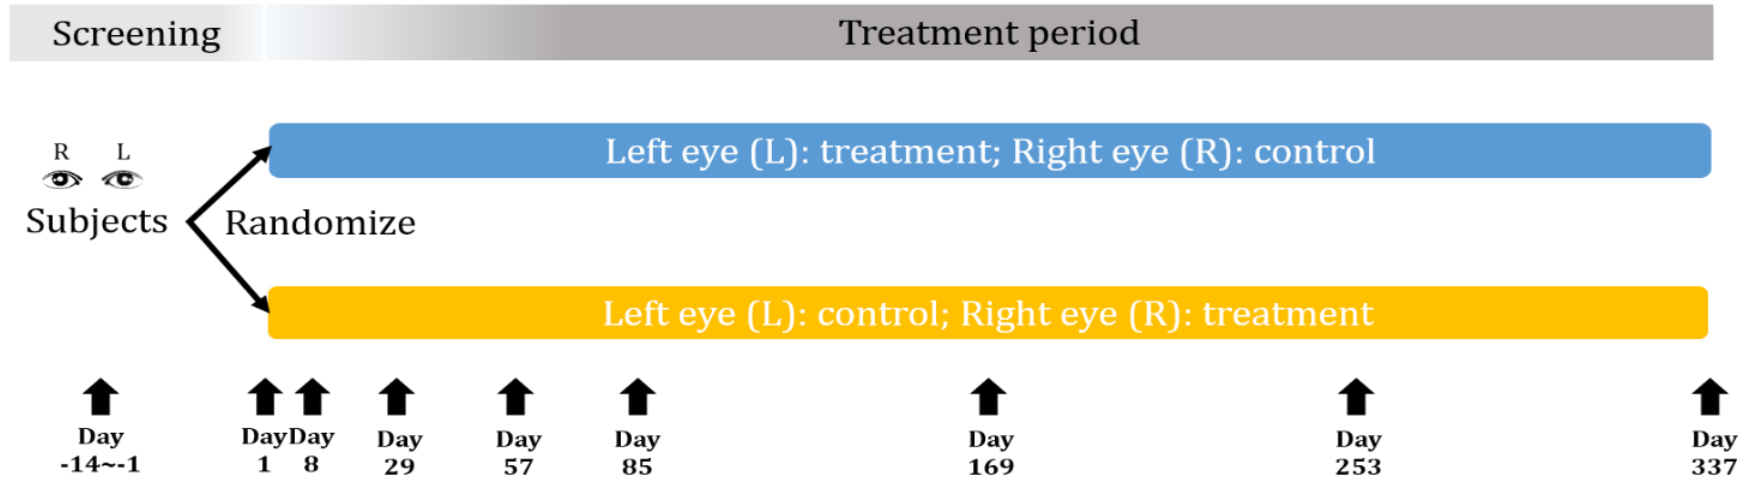 Screening
Treatment period
Left eye (L): treatment; Right eye (R): control
R L
Subjects
Randomize
Left eye (L): control; Right eye (R): treatment
Day Day Day Day Day Day Day Day Day
-14~-1 1 8 29 57 85 169 253 337